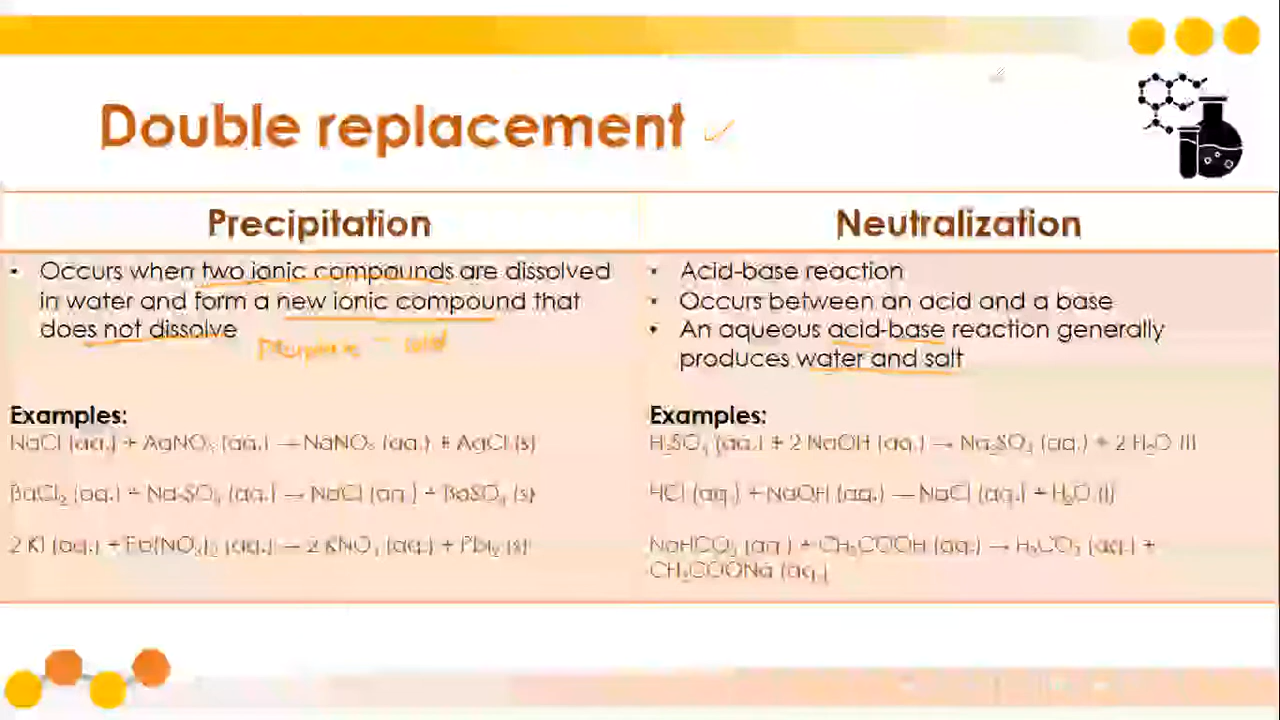 Double replacement
Precipitation
Neutralization
• Occurs when two ionic compounds are dissolved
in water and form a new ionic compound that
does not dissolve
Examples:
NaCl (aq.) + AgNO₃ (aq.) → NaNO₃ (aq.) + AgCl (s)
BaCl₂ (aq.) + Na₂SO₄ (aq.) → NaCl (aq.) + BaSO₄ (s)
2 KI (aq.) + Pb(NO₃)₂ (aq.) → 2 KNO₃ (aq.) + PbI₂ (s)
• Acid-base reaction
• Occurs between an acid and a base
• An aqueous acid-base reaction generally
produces water and salt
Examples:
H₂SO₄ (aq.) + 2 NaOH (aq.) → Na₂SO₄ (aq.) + 2 H₂O (l)
HCl (aq.) + NaOH (aq.) → NaCl (aq.) + H₂O (l)
NaHCO₃ (aq.) + CH₃COOH (aq.) → H₂CO₃ (aq.) +
CH₃COONa (aq.)